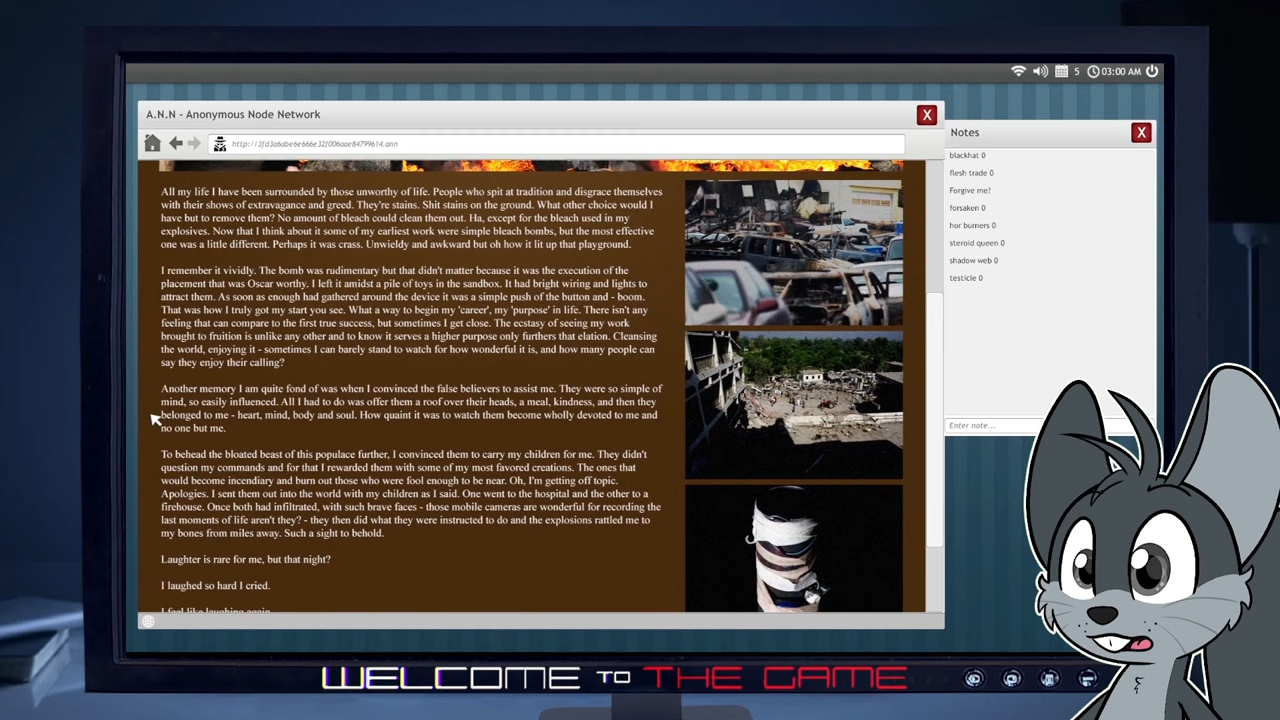 5 03:00 AM
A.N.N - Anonymous Node Network
X
http://3fd3a6abe6e666e32f006aae84799614.ann
All my life I have been surrounded by those unworthy of life. People who spit at tradition and disgrace themselves
with their shows of extravagance and greed. They're stains. Shit stains on the ground. What other choice would I
have but to remove them? No amount of bleach could clean them out. Ha, except for the bleach used in my
explosives. Now that I think about it some of my earliest work were simple bleach bombs, but the most effective
one was a little different. Perhaps it was crass. Unwieldy and awkward but oh how it lit up that playground.
I remember it vividly. The bomb was rudimentary but that didn't matter because it was the execution of the
placement that was Oscar worthy. I left it amidst a pile of toys in the sandbox. It had bright wiring and lights to
attract them. As soon as enough had gathered around the device it was a simple push of the button and - boom.
That was how I truly got my start you see. What a way to begin my 'career', my 'purpose' in life. There isn't any
feeling that can compare to the first true success, but sometimes I get close. The ecstasy of seeing my work
brought to fruition is unlike any other and to know it serves a higher purpose only furthers that elation. Cleansing
the world, enjoying it - sometimes I can barely stand to watch for how wonderful it is, and how many people can
say they enjoy their calling?
Another memory I am quite fond of was when I convinced the false believers to assist me. They were so simple of
mind, so easily influenced. All I had to do was offer them a roof over their heads, a meal, kindness, and then they
belonged to me - heart, mind, body and soul. How quaint it was to watch them become wholly devoted to me and
no one but me.
To behead the bloated beast of this populace further, I convinced them to carry my children for me. They didn't
question my commands and for that I rewarded them with some of my most favored creations. The ones that
would become incendiary and burn out those who were fool enough to be near. Oh, I'm getting off topic.
Apologies. I sent them out into the world with my children as I said. One went to the hospital and the other to a
firehouse. Once both had infiltrated, with such brave faces - those mobile cameras are wonderful for recording the
last moments of life aren't they? - they then did what they were instructed to do and the explosions rattled me to
my bones from miles away. Such a sight to behold.
Laughter is rare for me, but that night?
I laughed so hard I cried.
I feel like laughing again
Notes
X
blackhat 0
flesh trade 0
Forgive me!
forsaken 0
hor burners 0
steroid queen 0
shadow web 0
testicle 0
Enter note...
WELCOME TO THE GAME